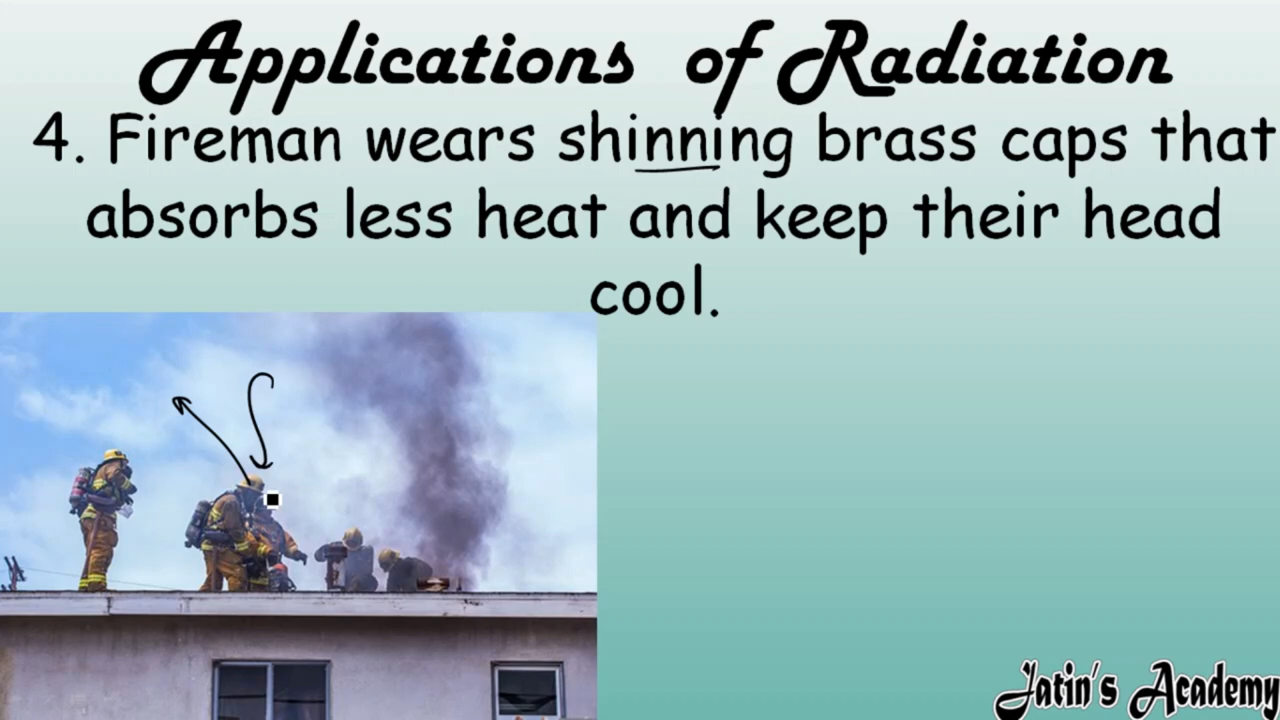 Applications of Radiation
4. Fireman wears shinning brass caps that
absorbs less heat and keep their head
cool.
Jatin's Academy